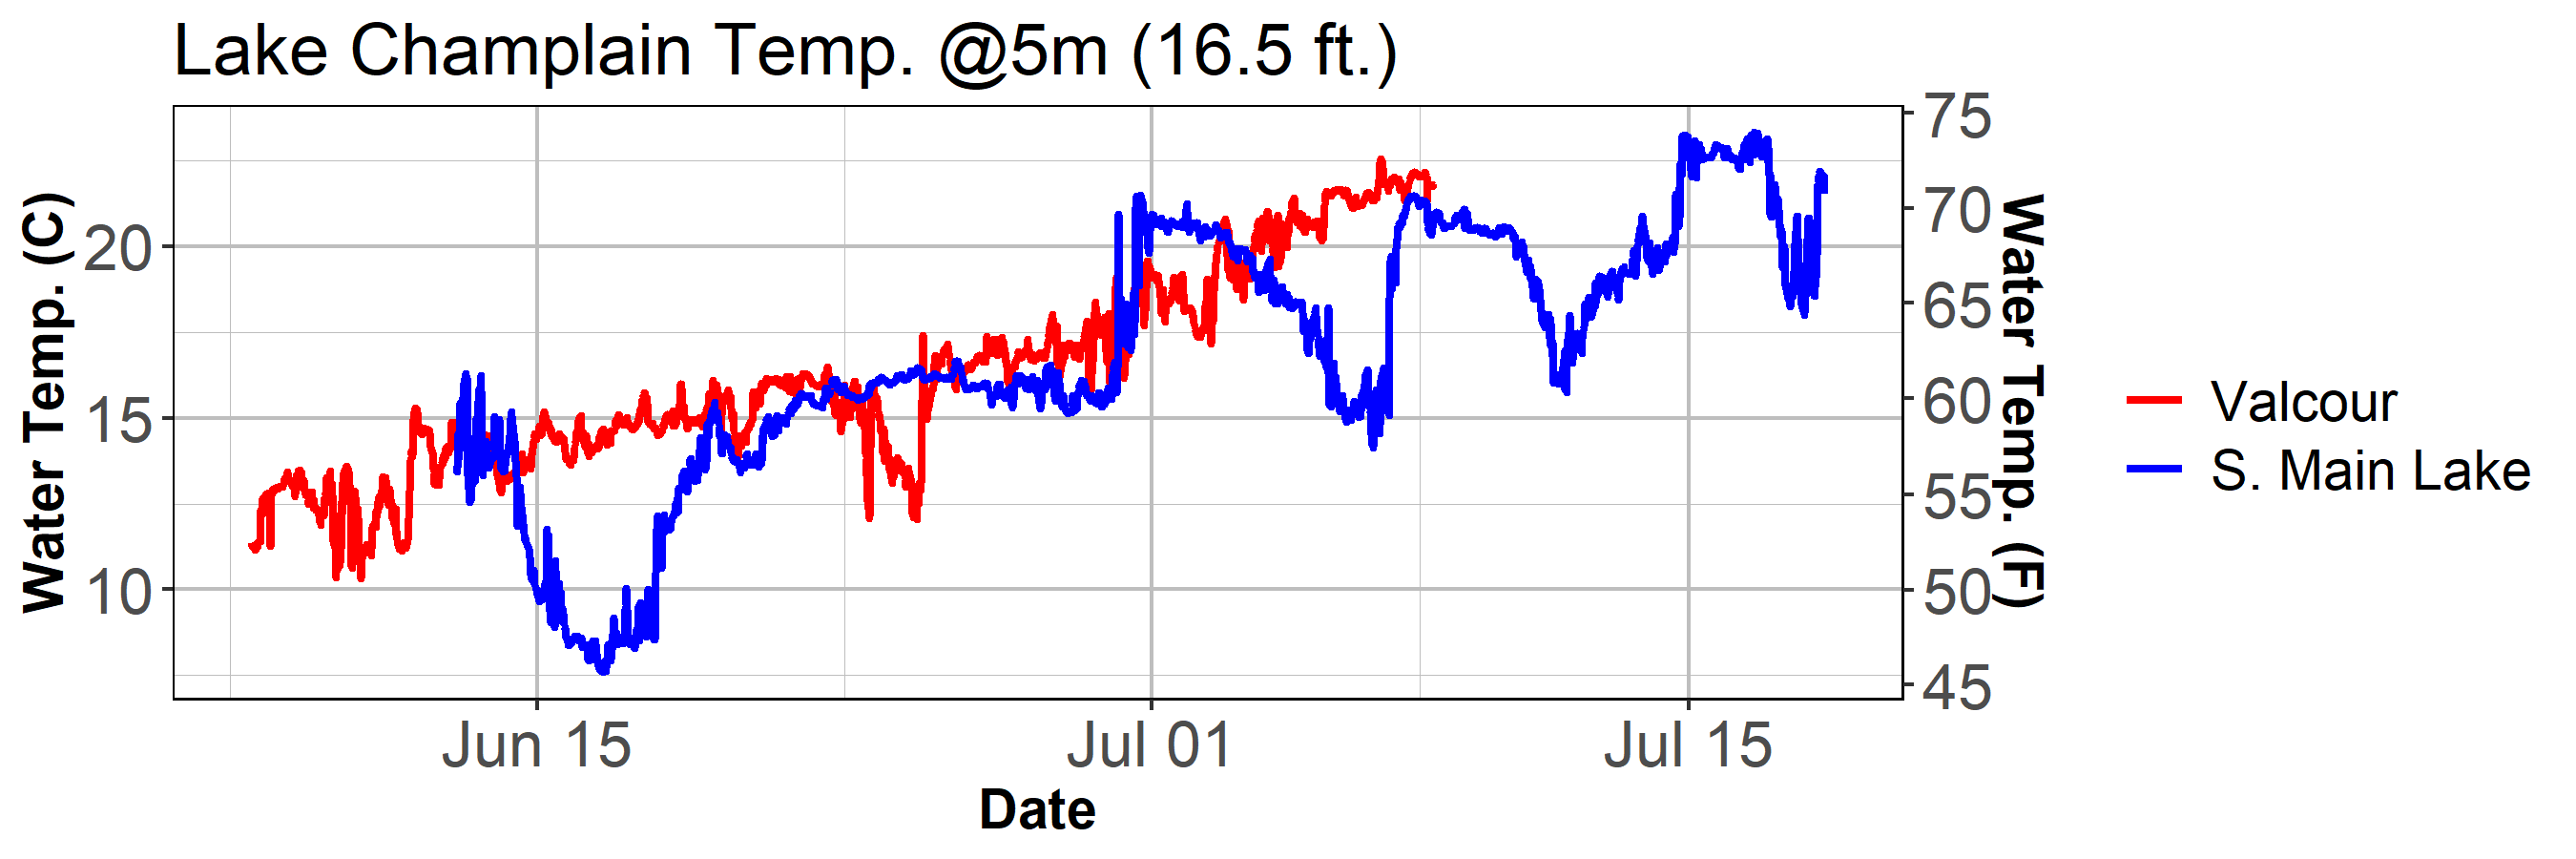 Lake Champlain Temp. @5m (16.5 ft.)
Water Temp. (C)
20
15
10
75
70
65
60
55
50
45
Water Temp. (F)
Jun 15
Jul 01
Jul 15
Date
Valcour
S. Main Lake